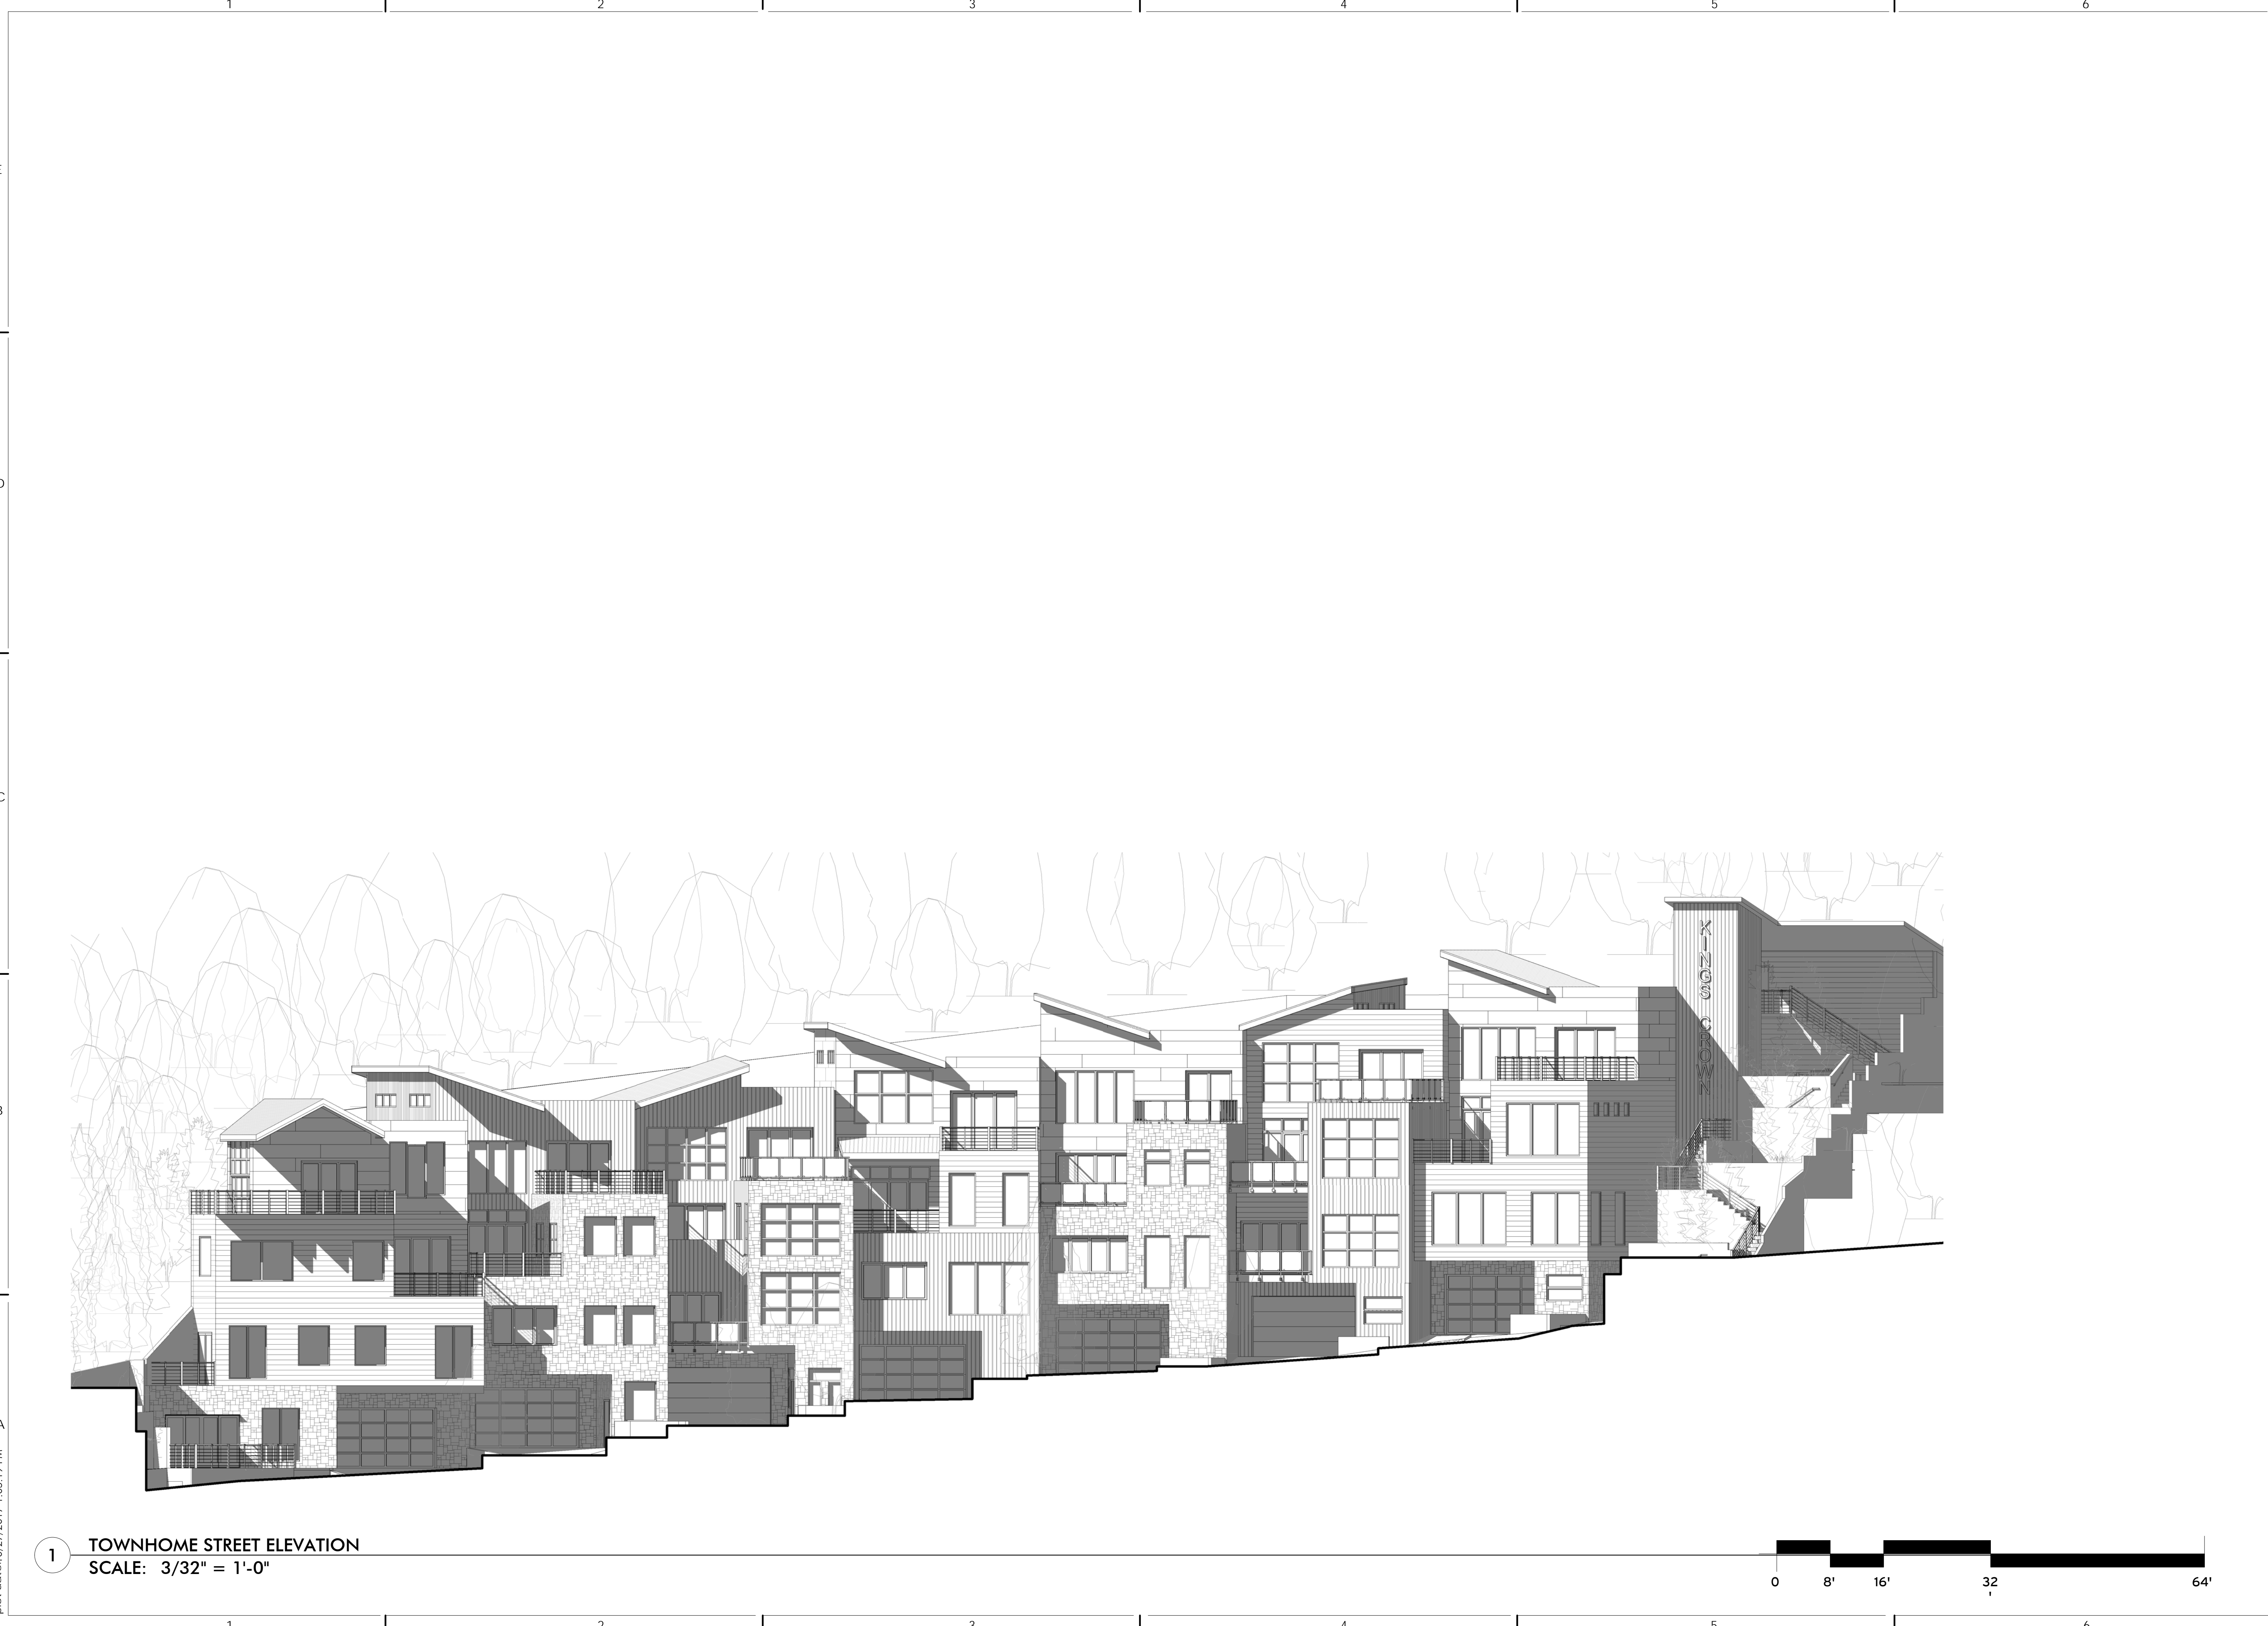 1 2 3 4 5 6
D
C
KINGS CROWN
A
1 TOWNHOME STREET ELEVATION
SCALE: 3/32" = 1'-0"
0 8' 16' 32' 64'
1 2 3 4 5 6